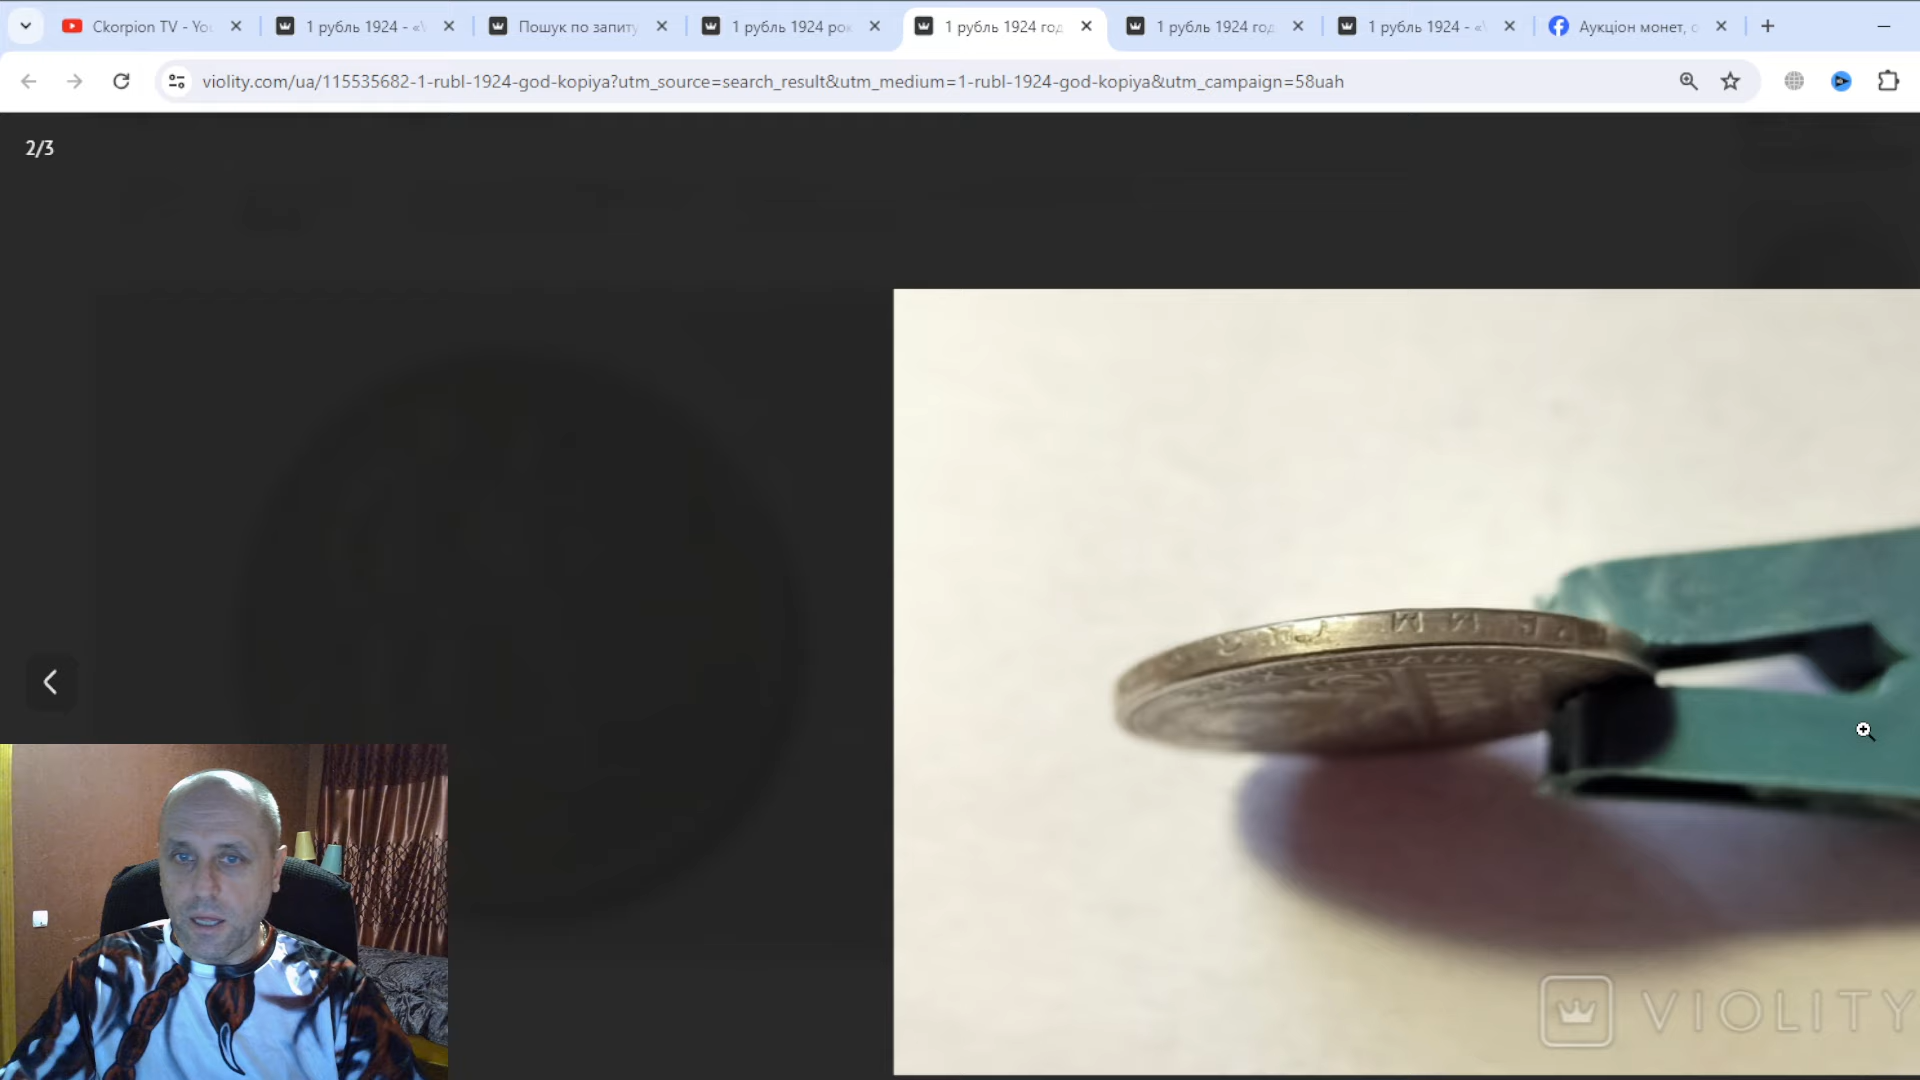 Ckorpion TV - You
1 рубль 1924 - «V
Пошук по запиту
1 рубль 1924 рок
1 рубль 1924 год
1 рубль 1924 год
1 рубль 1924 - «V
Аукціон монет, о
violity.com/ua/115535682-1-rubl-1924-god-kopiya?utm_source=search_result&utm_medium=1-rubl-1924-god-kopiya&utm_campaign=58uah
2/3
VIOLITY